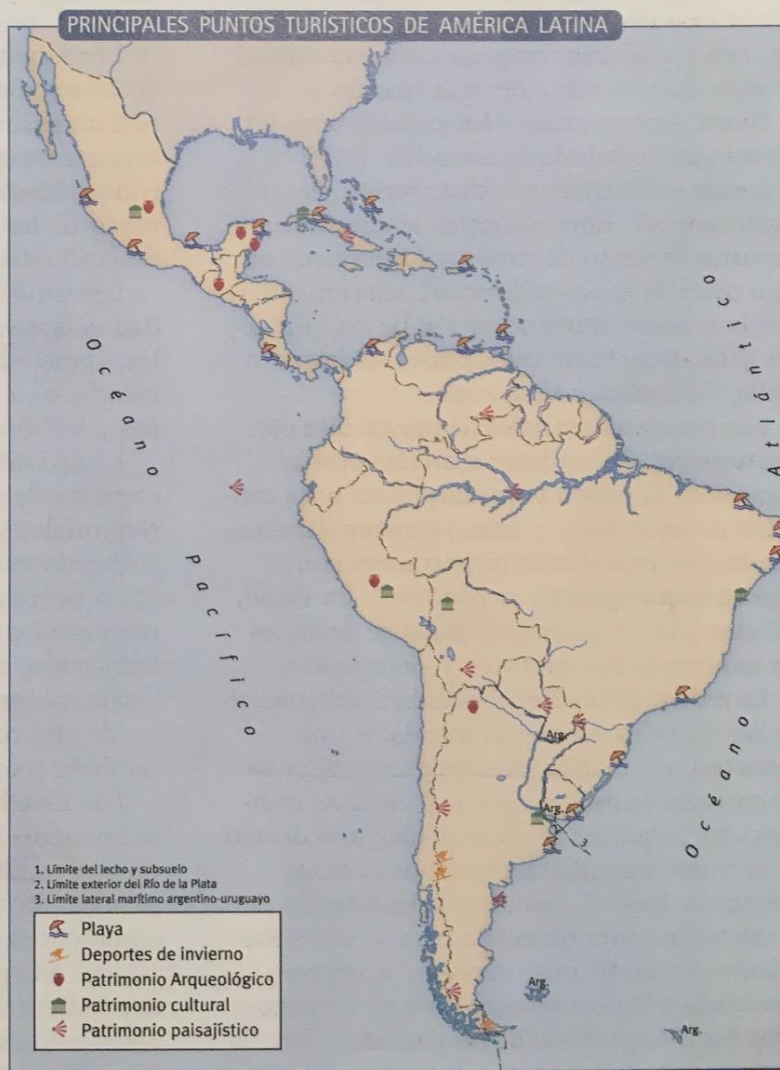 PRINCIPALES PUNTOS TURÍSTICOS DE AMÉRICA LATINA
Océano
Pacífico
Atlántico
Océano
Arg.
Arg.
3
1. Límite del lecho y subsuelo
2. Límite exterior del Río de la Plata
3. Límite lateral marítimo argentino-uruguayo
Playa
Deportes de invierno
Patrimonio Arqueológico
Patrimonio cultural
Patrimonio paisajístico
Arg.
Arg.